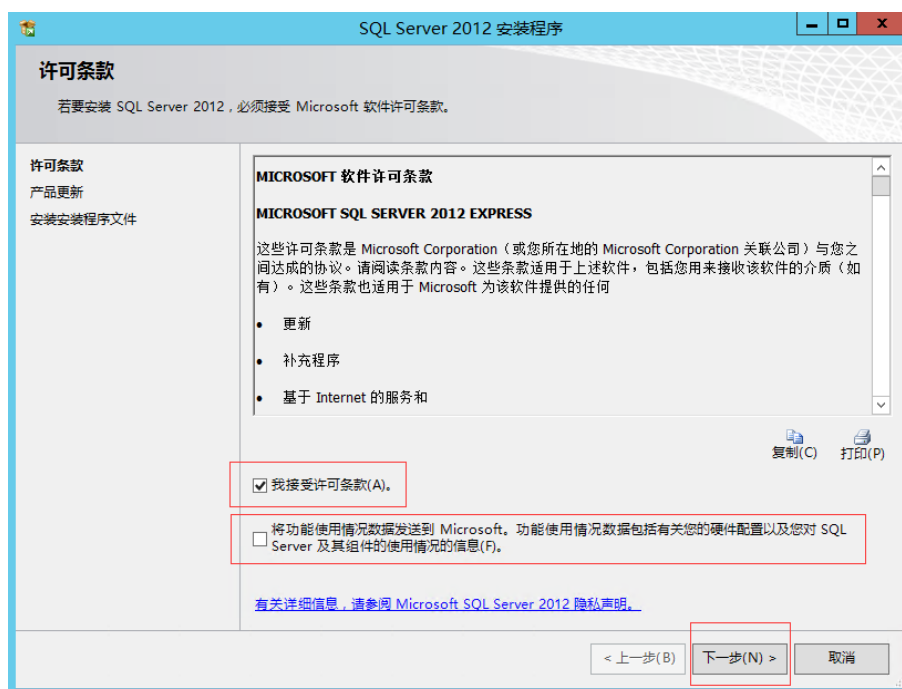 SQL Server 2012 安装程序
许可条款
若要安装 SQL Server 2012，必须接受 Microsoft 软件许可条款。
许可条款
产品更新
安装安装程序文件
MICROSOFT 软件许可条款
MICROSOFT SQL SERVER 2012 EXPRESS
这些许可条款是 Microsoft Corporation（或您所在地的 Microsoft Corporation 关联公司）与您之
间达成的协议。请阅读条款内容。这些条款适用于上述软件，包括您用来接收该软件的介质（如
有）。这些条款也适用于 Microsoft 为该软件提供的任何
• 更新
• 补充程序
• 基于 Internet 的服务和
复制(C) 打印(P)
我接受许可条款(A)。
将功能使用情况数据发送到 Microsoft。功能使用情况数据包括有关您的硬件配置以及您对 SQL
Server 及其组件的使用情况的信息(F)。
有关详细信息，请参阅 Microsoft SQL Server 2012 隐私声明。
< 上一步(B) 下一步(N) > 取消